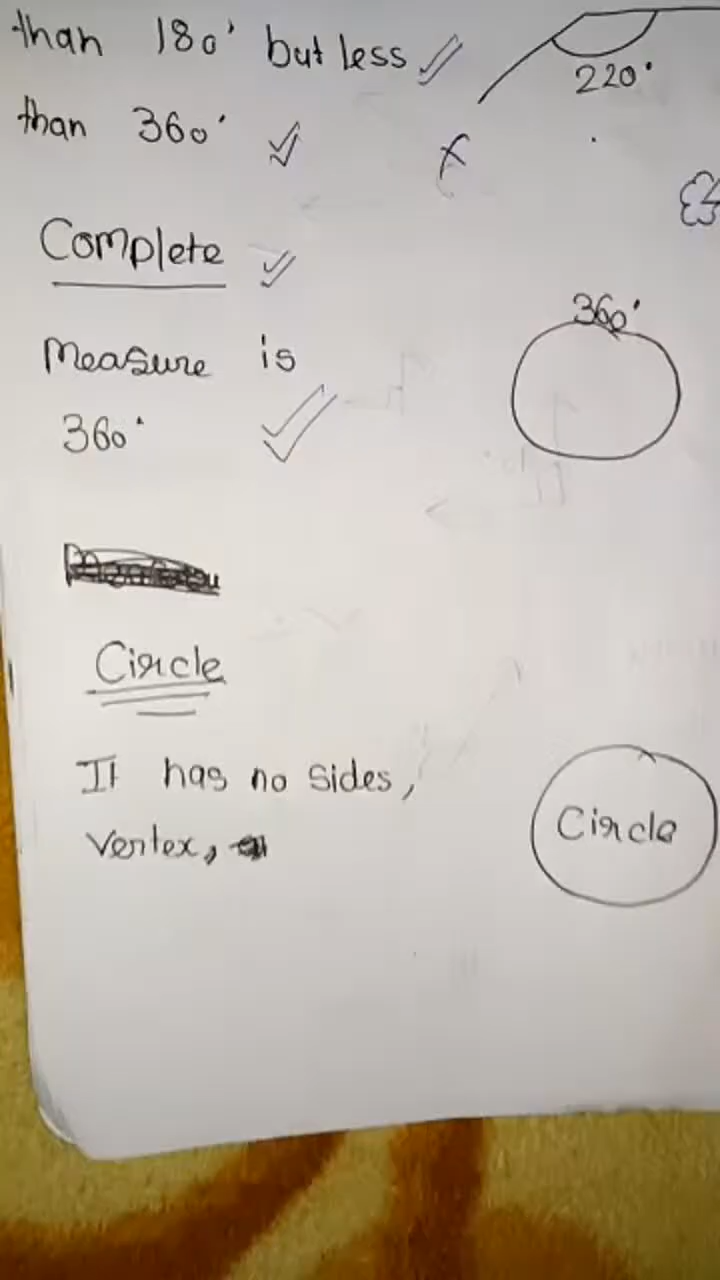 than 180° but less
220°
than 360°
Complete
360°
Measure is
360°
Circle
It has no sides,
Circle
vertex,